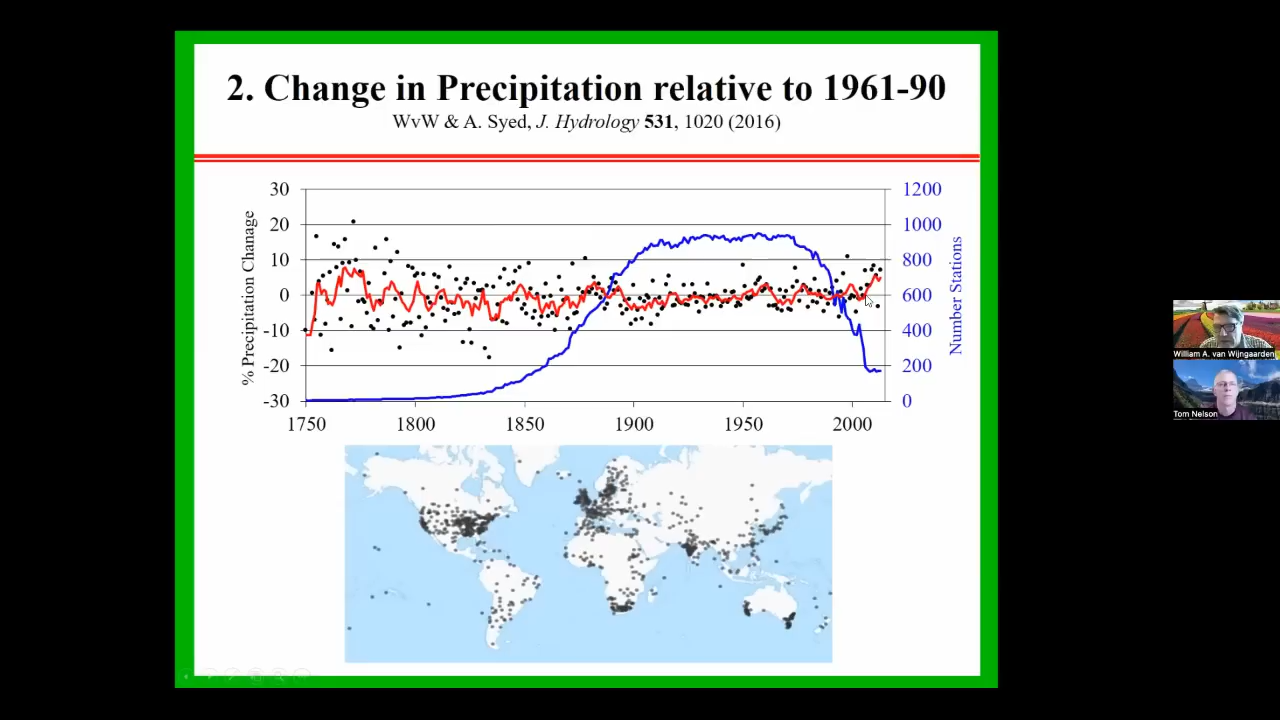 2. Change in Precipitation relative to 1961-90
WvW & A. Syed, J. Hydrology 531, 1020 (2016)
30
20
10
0
-10
-20
-30
% Precipitation Chanage
1200
1000
800
600
400
200
0
Number Stations
1750 1800 1850 1900 1950 2000
William A. van Wijngaarden
Tom Nelson